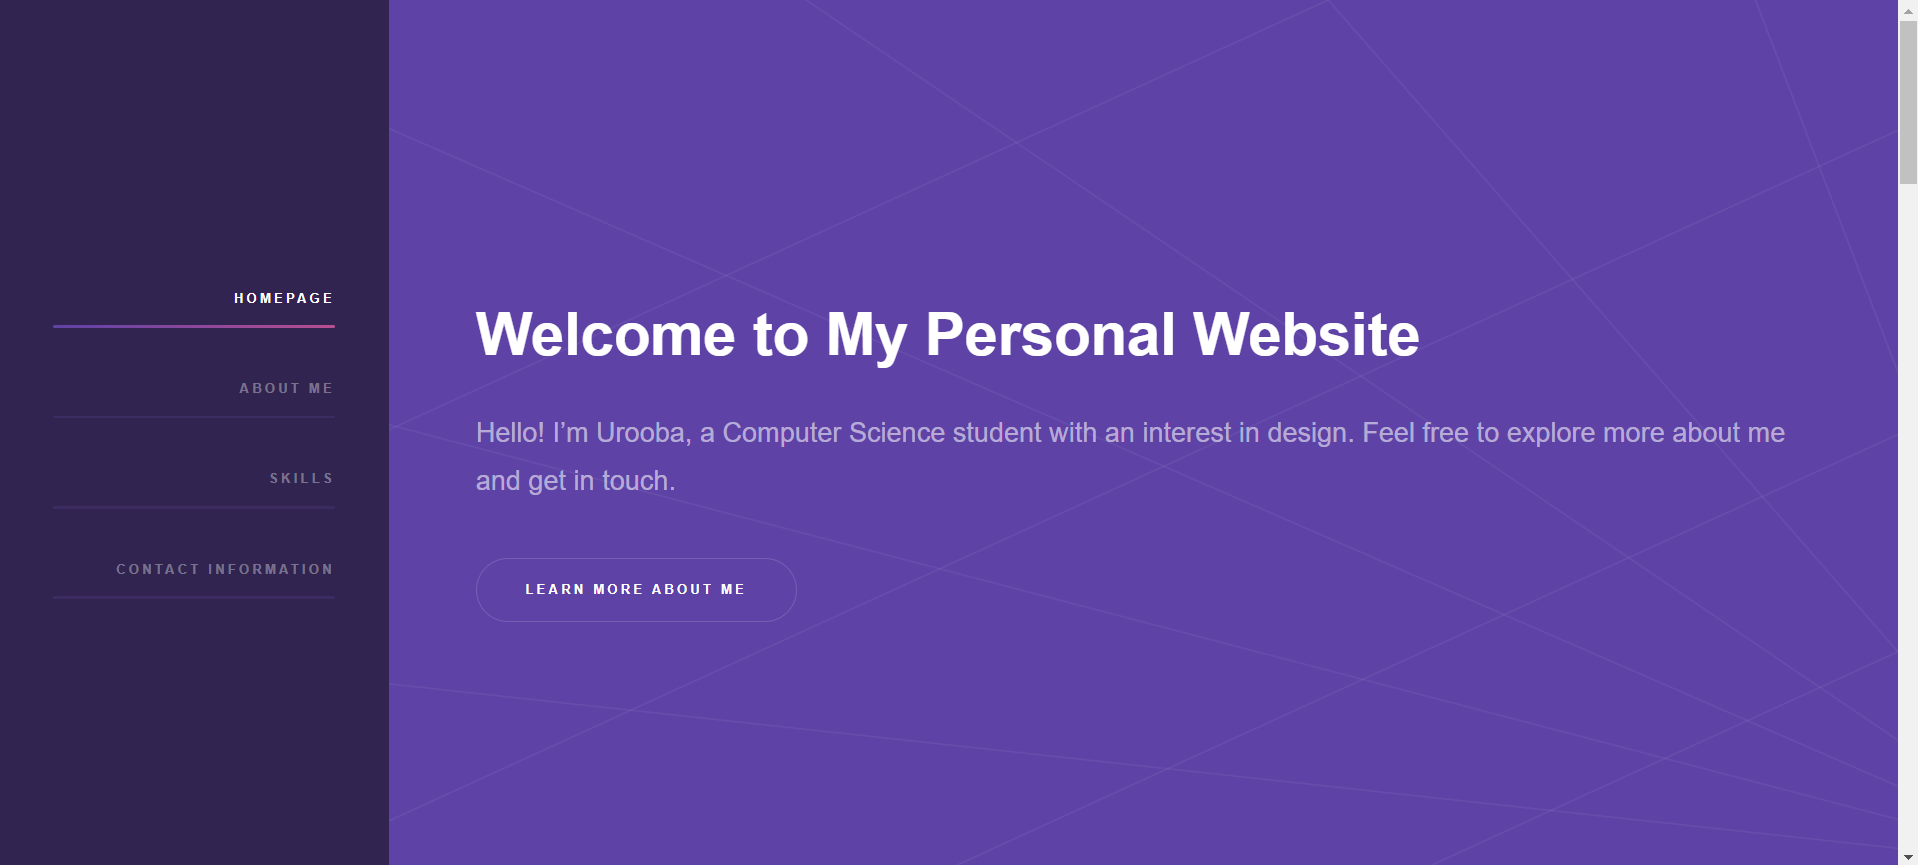 HOMEPAGE
ABOUT ME
SKILLS
CONTACT INFORMATION
Welcome to My Personal Website
Hello! I’m Urooba, a Computer Science student with an interest in design. Feel free to explore more about me
and get in touch.
LEARN MORE ABOUT ME